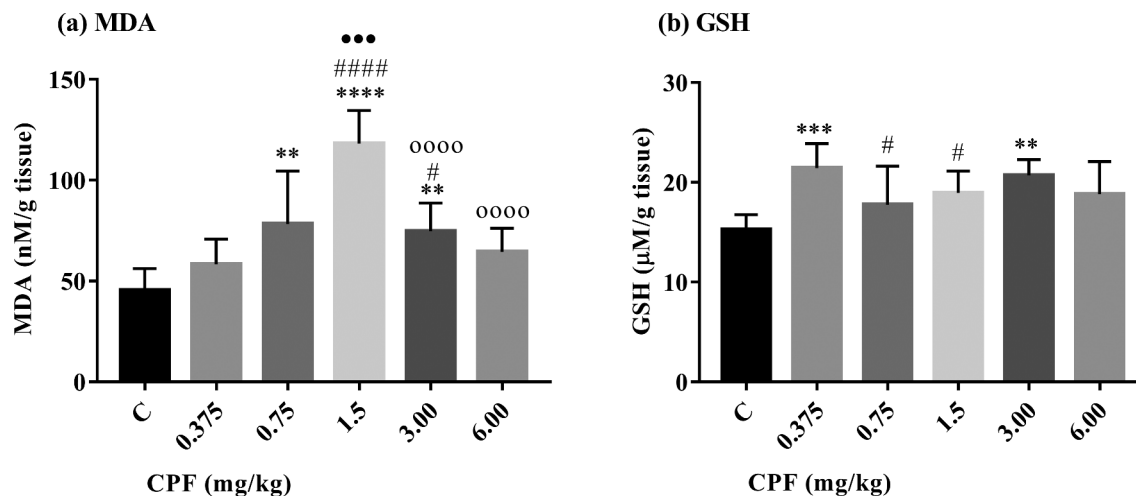 (a) MDA
•••
####
****
**
oooo
#
**
oooo
150
100
50
0
MDA (nM/g tissue)
C
0.375
0.75
1.5
3.00
6.00
CPF (mg/kg)
(b) GSH
***
#
#
**
30
20
10
0
GSH (µM/g tissue)
C
0.375
0.75
1.5
3.00
6.00
CPF (mg/kg)